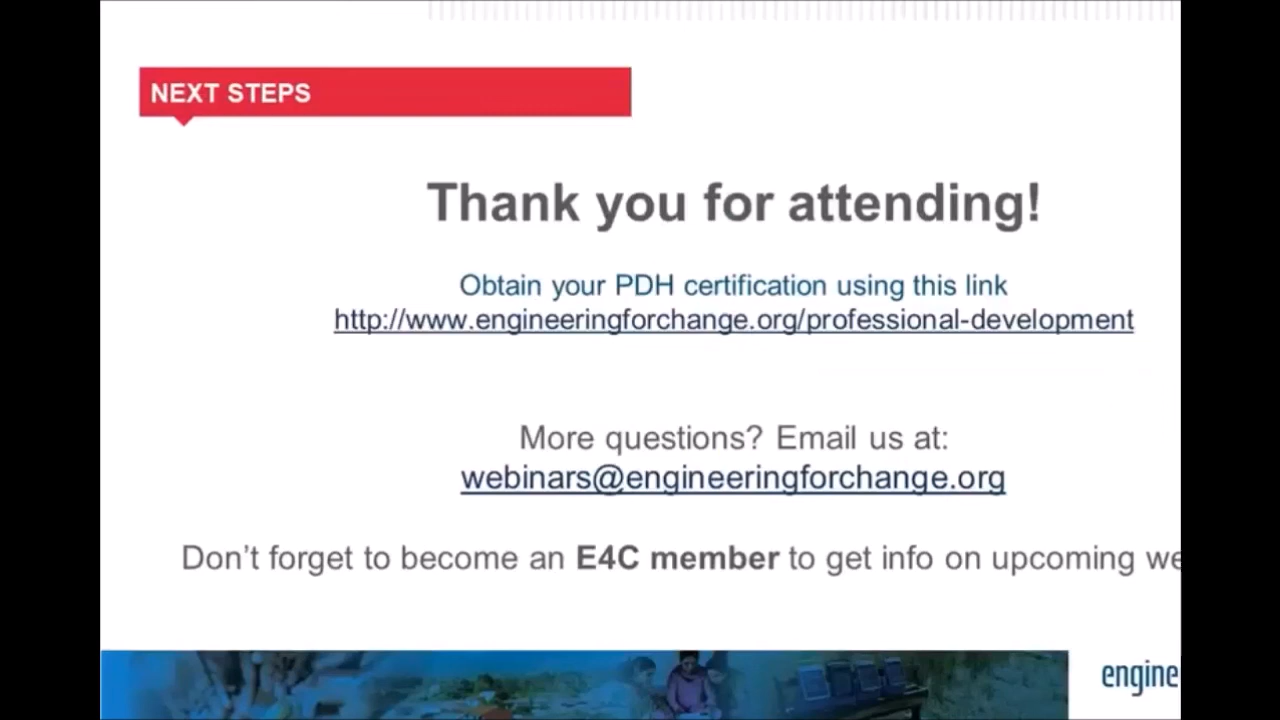 NEXT STEPS
Thank you for attending!
Obtain your PDH certification using this link
http://www.engineeringforchange.org/professional-development
More questions? Email us at:
webinars@engineeringforchange.org
Don't forget to become an E4C member to get info on upcoming we
engine